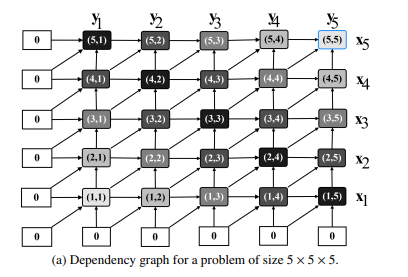 y1 y2 y3 y4 y5
0 (5,1) (5,2) (5,3) (5,4) (5,5) x5
0 (4,1) (4,2) (4,3) (4,4) (4,5) x4
0 (3,1) (3,2) (3,3) (3,4) (3,5) x3
0 (2,1) (2,2) (2,3) (2,4) (2,5) x2
0 (1,1) (1,2) (1,3) (1,4) (1,5) x1
0 0 0 0 0 0
(a) Dependency graph for a problem of size 5 × 5 × 5.